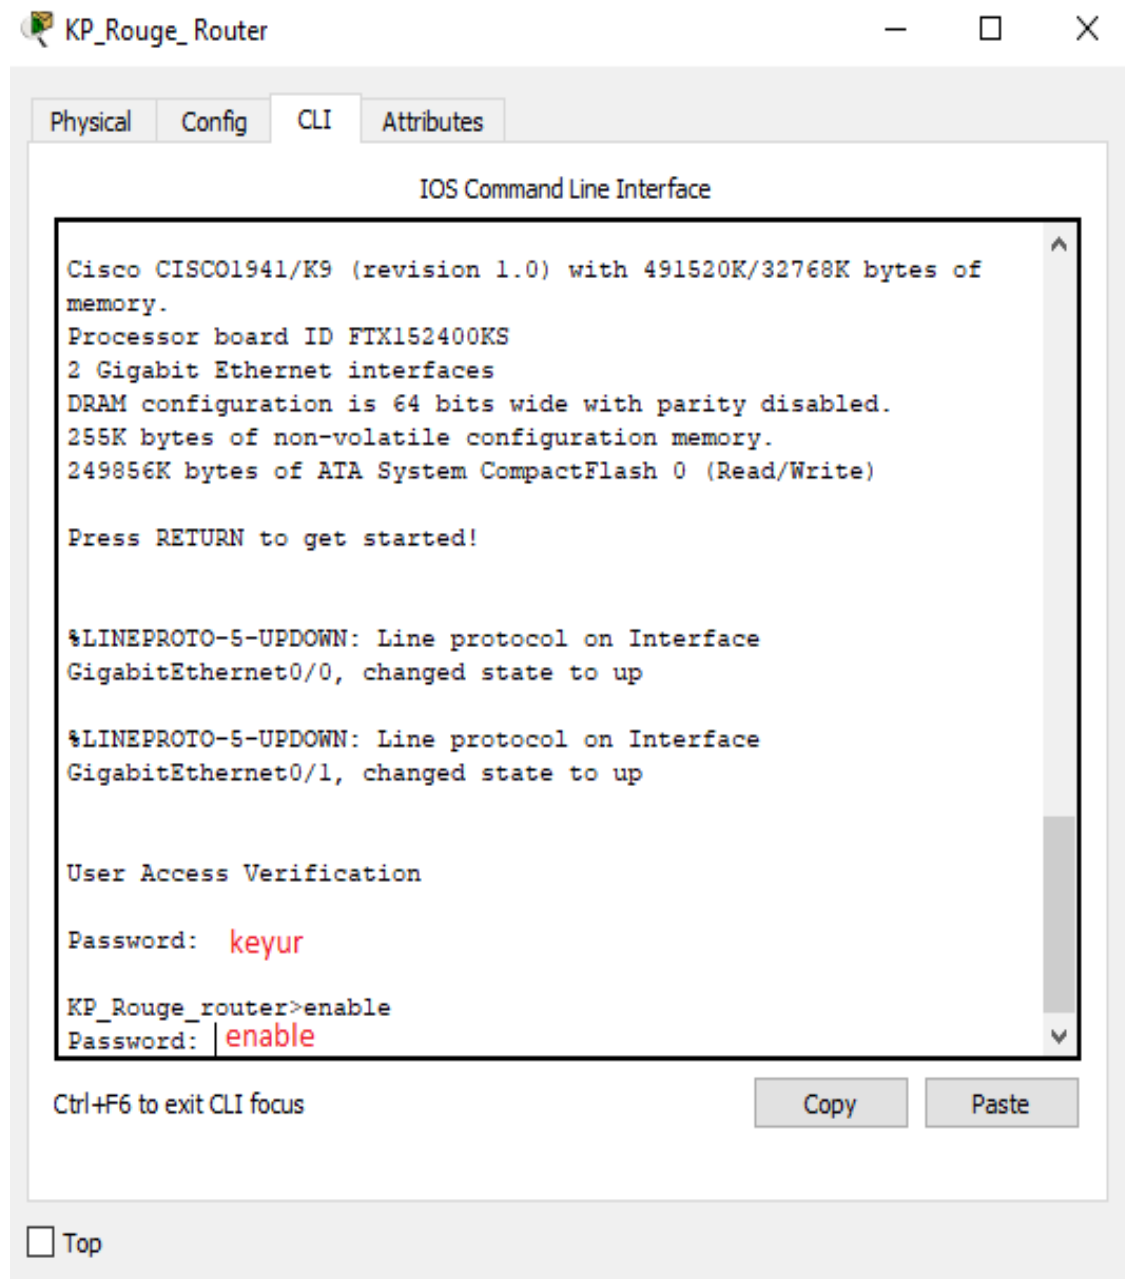 KP_Rouge_ Router
Physical Config CLI Attributes
IOS Command Line Interface
Cisco CISCO1941/K9 (revision 1.0) with 491520K/32768K bytes of
memory.
Processor board ID FTX152400KS
2 Gigabit Ethernet interfaces
DRAM configuration is 64 bits wide with parity disabled.
255K bytes of non-volatile configuration memory.
249856K bytes of ATA System CompactFlash 0 (Read/Write)
Press RETURN to get started!
%LINEPROTO-5-UPDOWN: Line protocol on Interface
GigabitEthernet0/0, changed state to up
%LINEPROTO-5-UPDOWN: Line protocol on Interface
GigabitEthernet0/1, changed state to up
User Access Verification
Password: keyur
KP_Rouge_router>enable
Password: enable
Ctrl+F6 to exit CLI focus
Copy Paste
Top